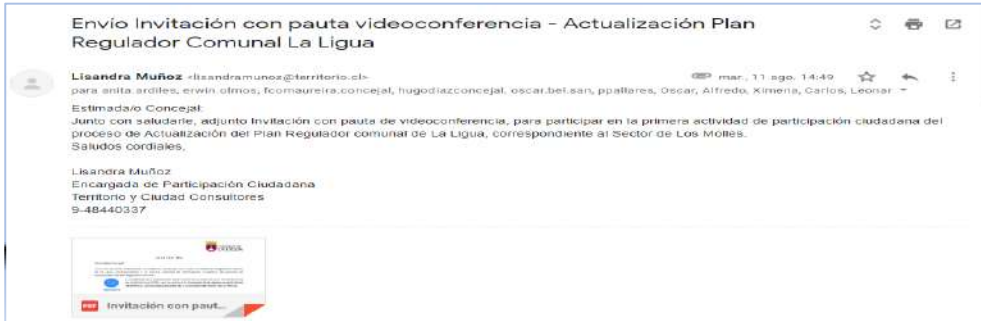 Envío Invitación con pauta videoconferencia - Actualización Plan
Regulador Comunal La Ligua
Lisandra Muñoz <lisandramunoz@territorio.cl>
mar., 11 ago. 14:49
para anita.ardiles, erwin.olmos, fcomaureira.concejal, hugodiazconcejal, oscar.bel.san, ppallares, Oscar, Alfredo, Ximena, Carlos, Leonar
Estimada/o Concejal:
Junto con saludarle, adjunto Invitación con pauta de videoconferencia, para participar en la primera actividad de participación ciudadana del
proceso de Actualización del Plan Regulador comunal de La Ligua, correspondiente al Sector de Los Molles.
Saludos cordiales,
Lisandra Muñoz
Encargada de Participación Ciudadana
Territorio y Ciudad Consultores
9-48440337
PDF Invitación con paut...